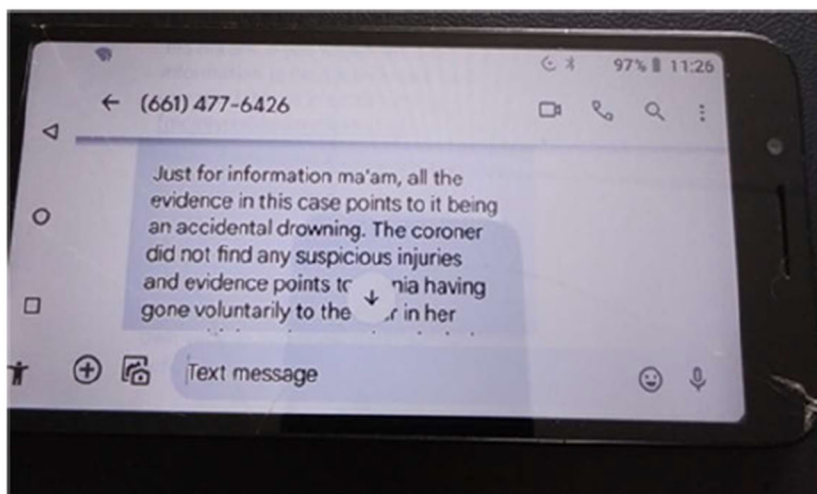 97% 11:26
(661) 477-6426
Just for information ma'am, all the
evidence in this case points to it being
an accidental drowning. The coroner
did not find any suspicious injuries
and evidence points having
gone voluntarily to the in her
Text message